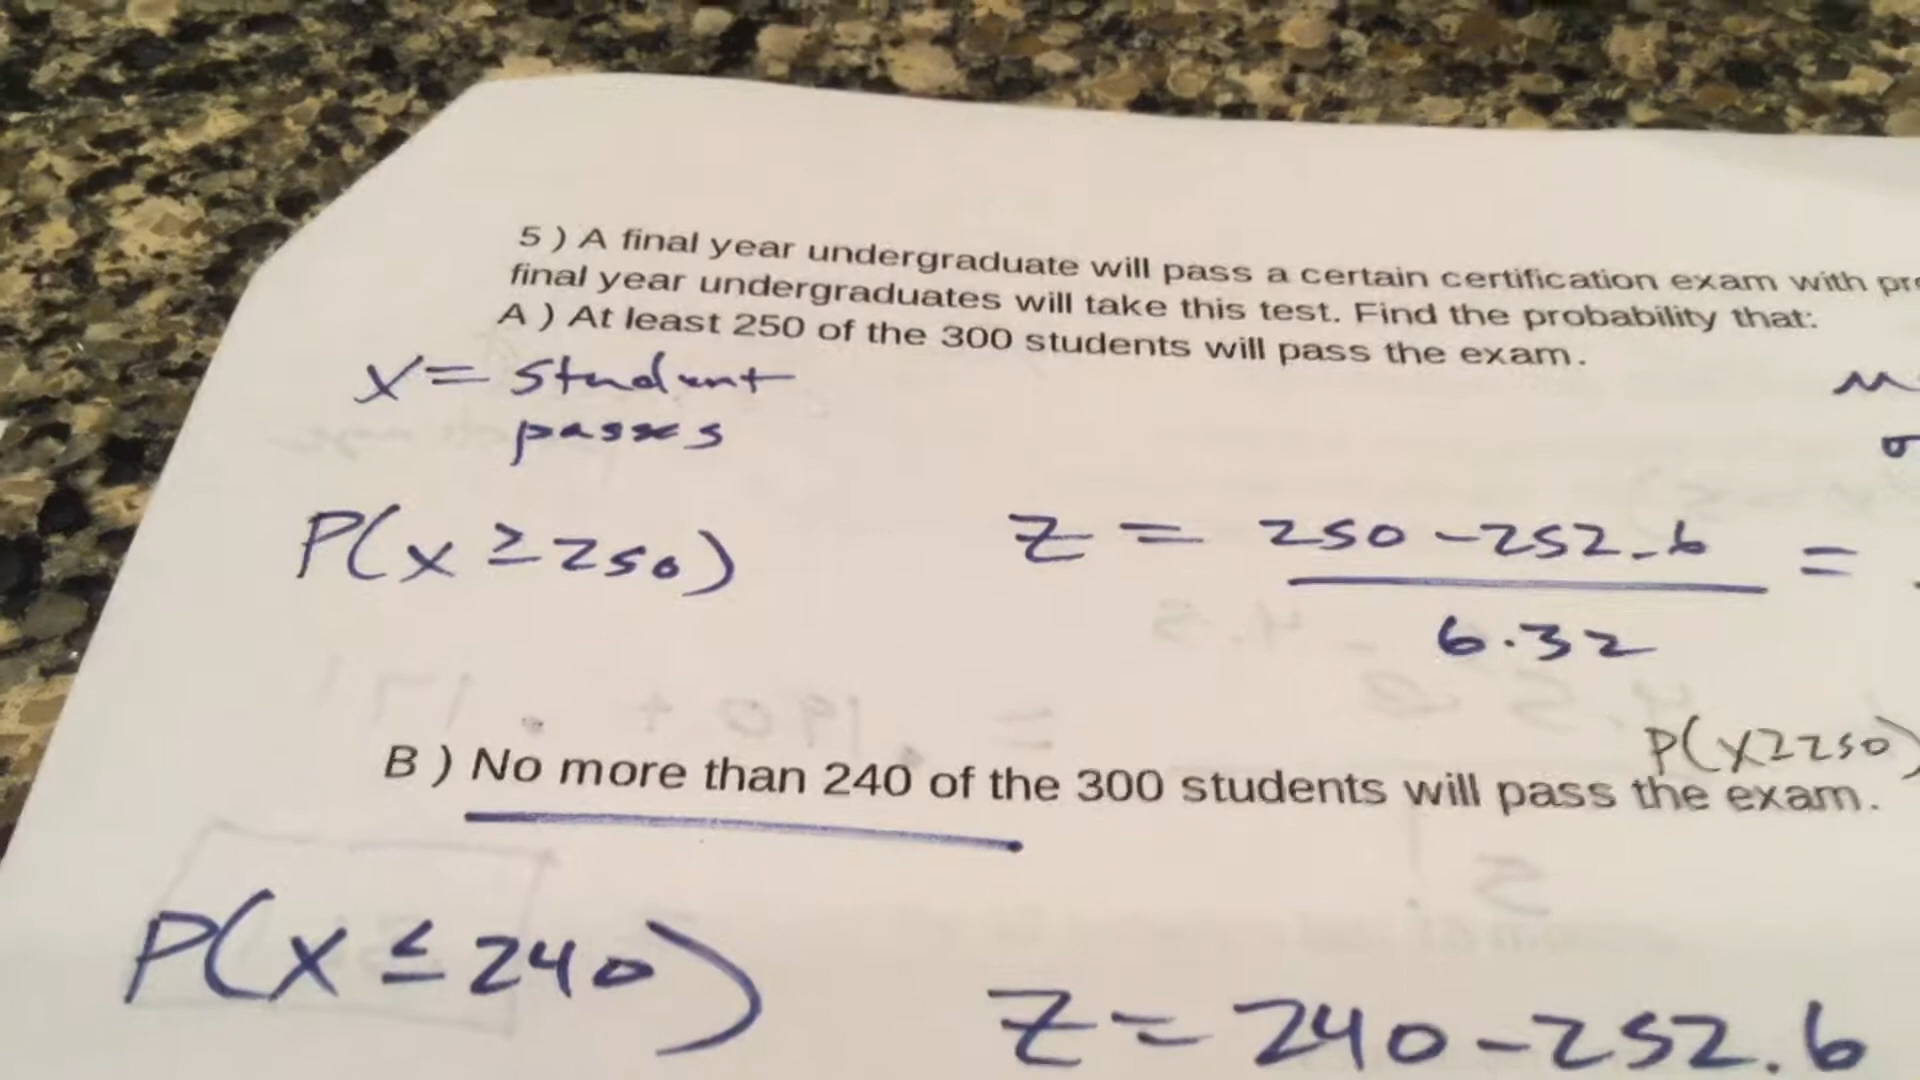 5 ) A final year undergraduate will pass a certain certification exam with pro
final year undergraduates will take this test. Find the probability that:
A ) At least 250 of the 300 students will pass the exam.
x = student
passes
μ
σ
P(x ≥ 250)
z = 250 - 252.6 =
6.32
P(x ≥ 250)
B ) No more than 240 of the 300 students will pass the exam.
P(x ≤ 240)
z = 240 - 252.6